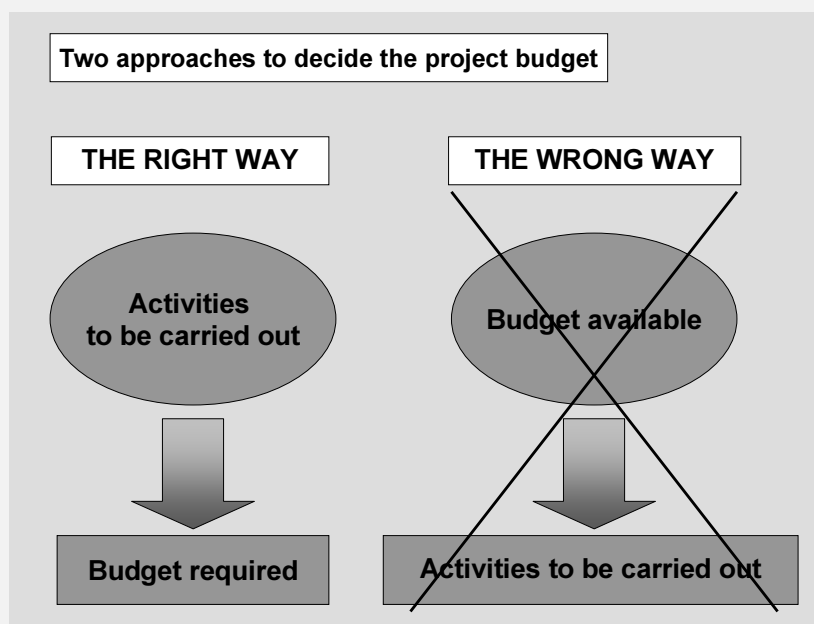 Two approaches to decide the project budget
THE RIGHT WAY
THE WRONG WAY
Activities
to be carried out
Budget available
Budget required
Activities to be carried out